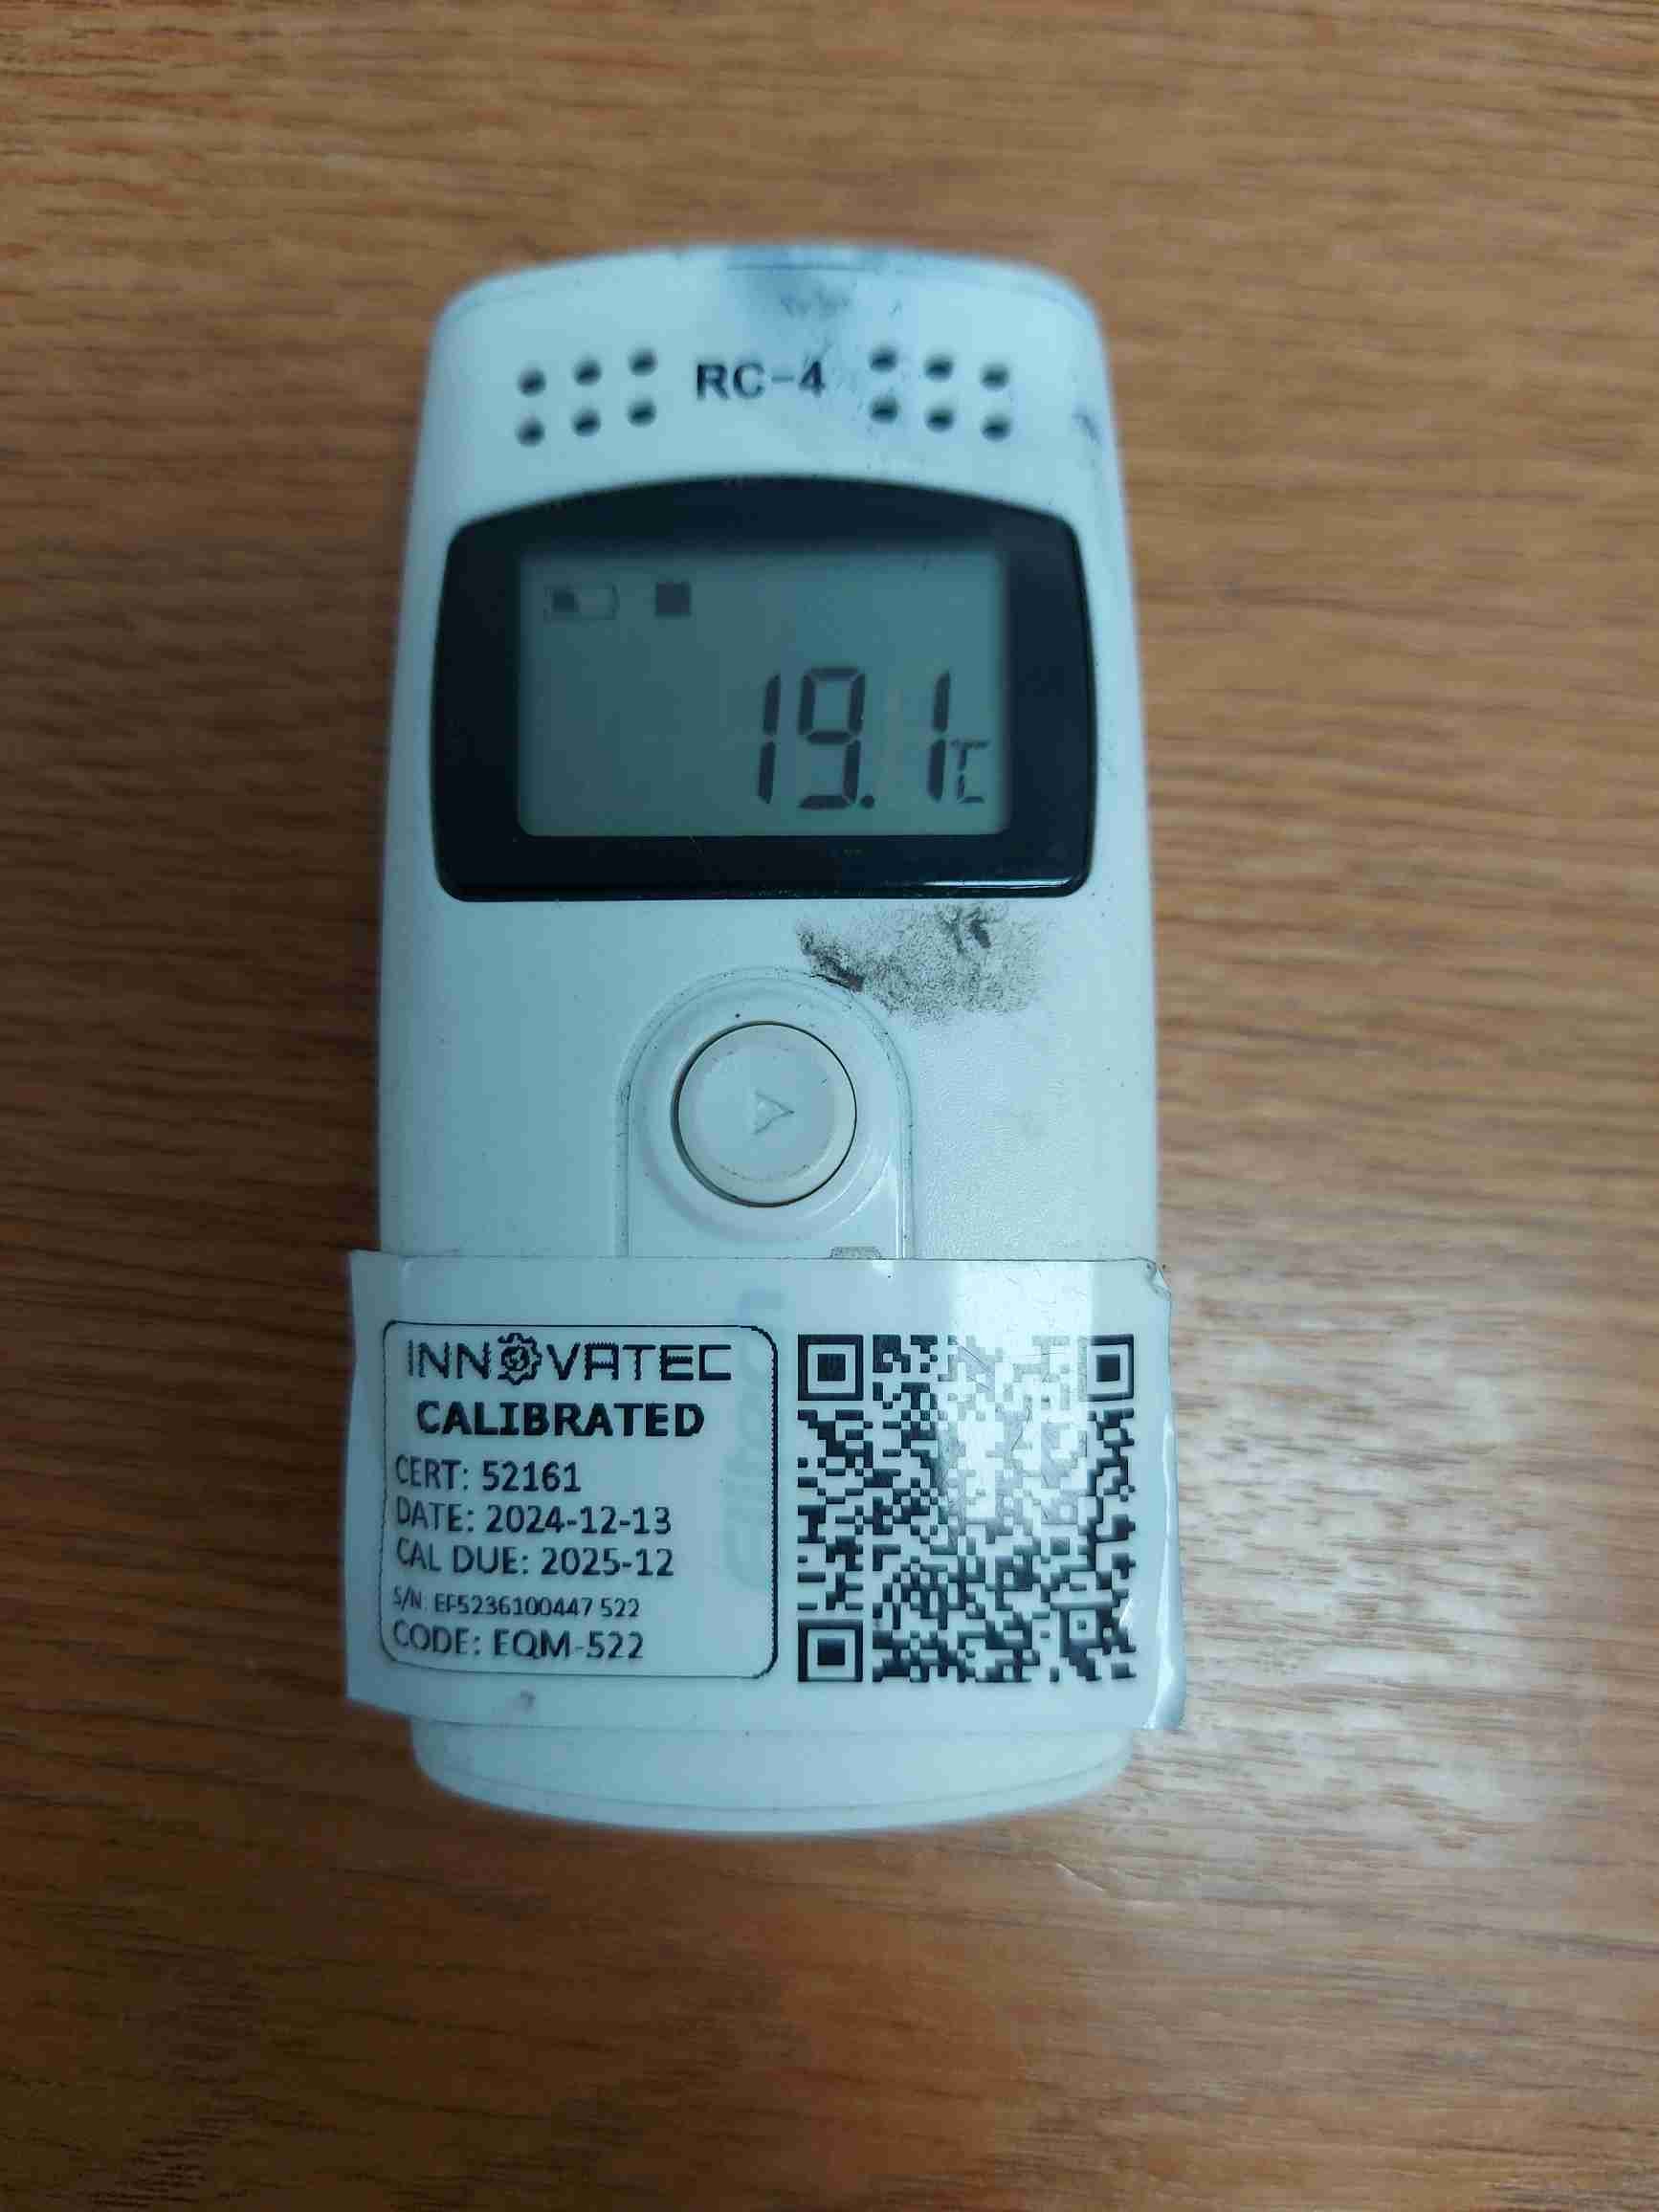 RC-4
19.1℃
INNOVATEC
CALIBRATED
CERT: 52161
DATE: 2024-12-13
CAL DUE: 2025-12
S/N: EF5236100447 522
CODE: EQM-522